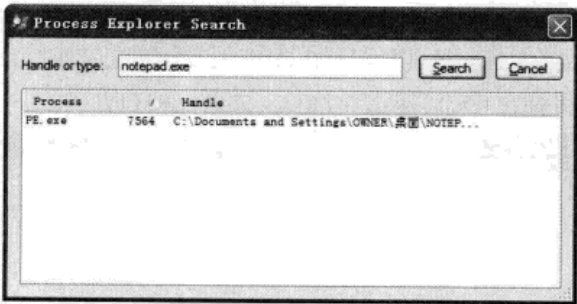 Process Explorer Search
Handle or type: notepad.exe Search Cancel
Process / Handle
PE.exe 7564 C:\Documents and Settings\OWNER\桌面\NOTEP...